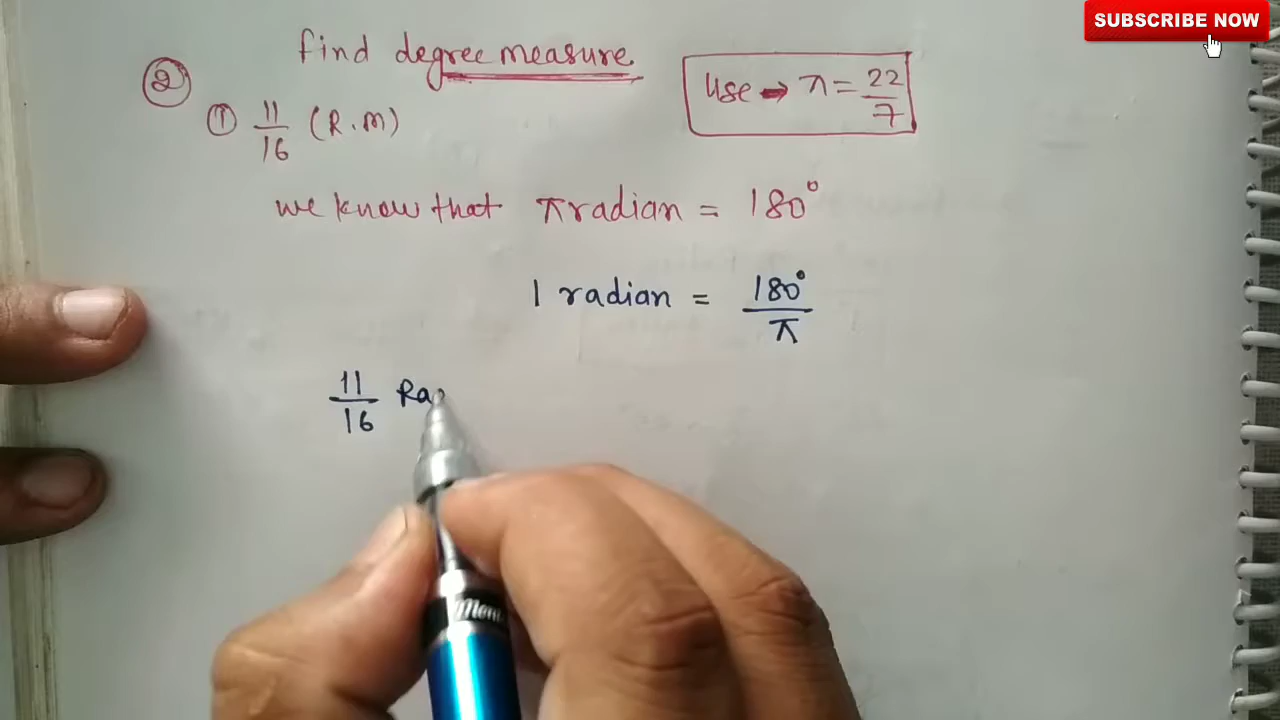 SUBSCRIBE NOW
find degree measure
② Use → π = 22/7
① 11/16 (R.M)
we know that π radian = 180°
1 radian = 180°/π
11/16 Ra